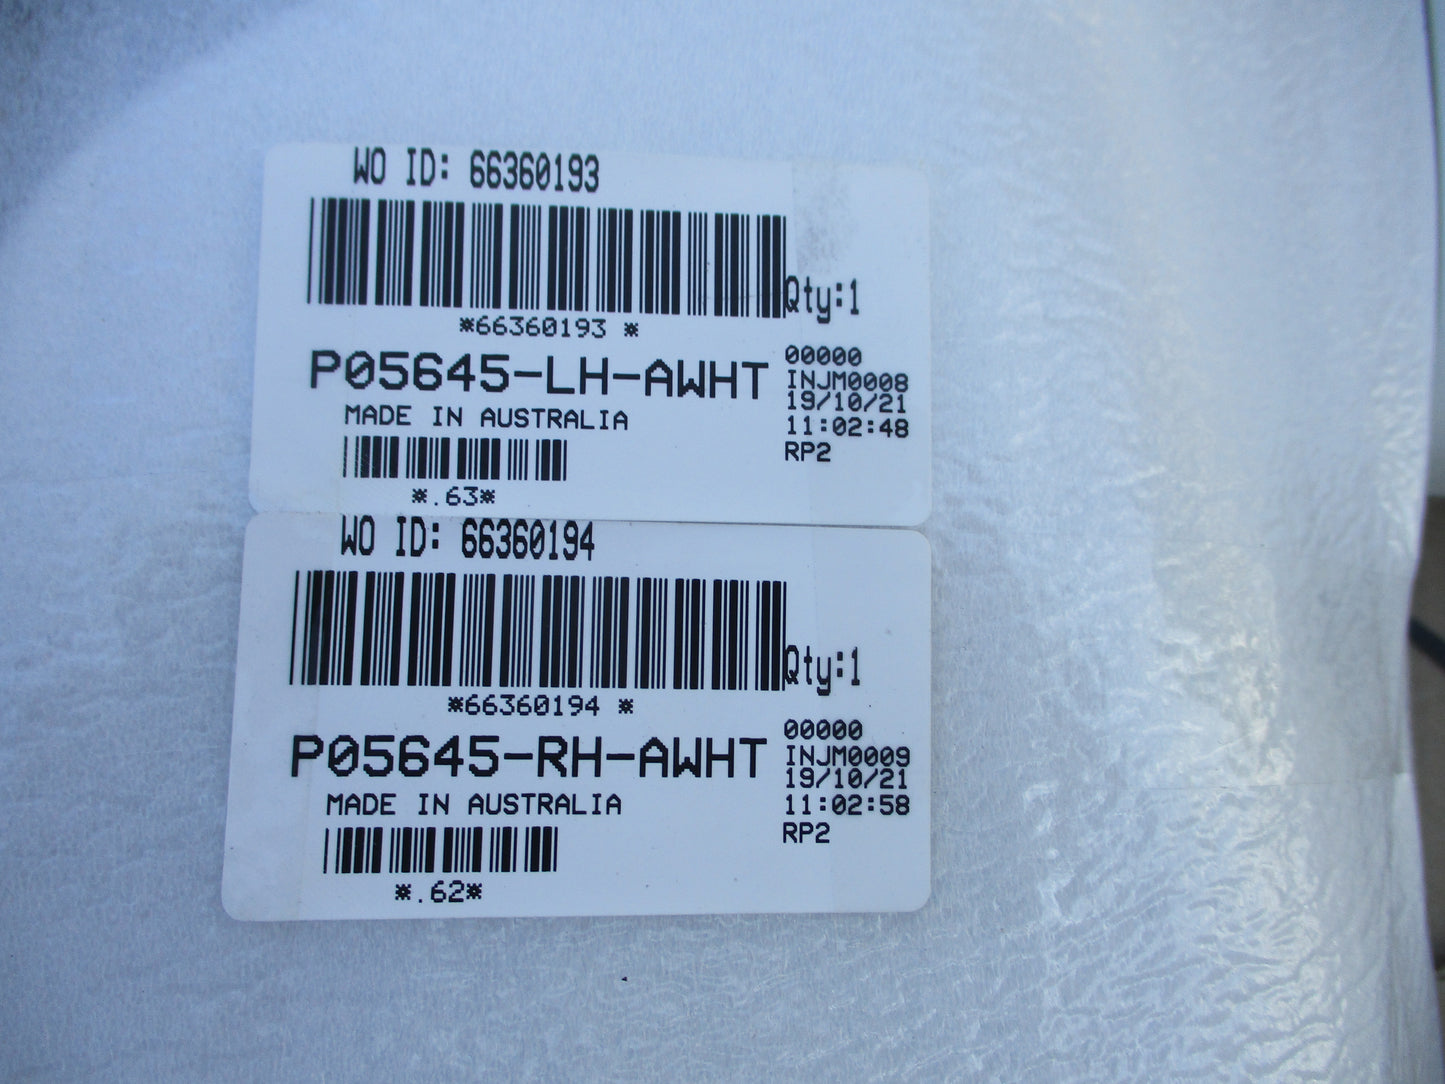 WO ID: 66360193
Qty:1
*66360193 *
P05645-LH-AWHT
00000
INJM0008
19/10/21
11:02:48
RP2
MADE IN AUSTRALIA
*.63*
WO ID: 66360194
Qty:1
*66360194 *
P05645-RH-AWHT
00000
INJM0009
19/10/21
11:02:58
RP2
MADE IN AUSTRALIA
*.62*